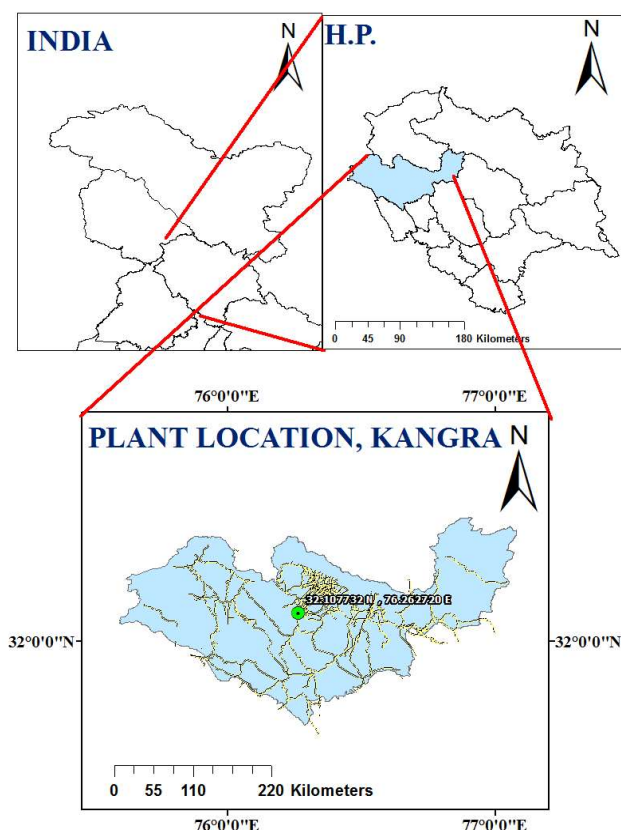 INDIA
N
H.P.
N
0 45 90 180 Kilometers
76°0'0"E 77°0'0"E
PLANT LOCATION, KANGRA
N
32.107732 N , 76.262720 E
32°0'0"N 32°0'0"N
0 55 110 220 Kilometers
76°0'0"E 77°0'0"E